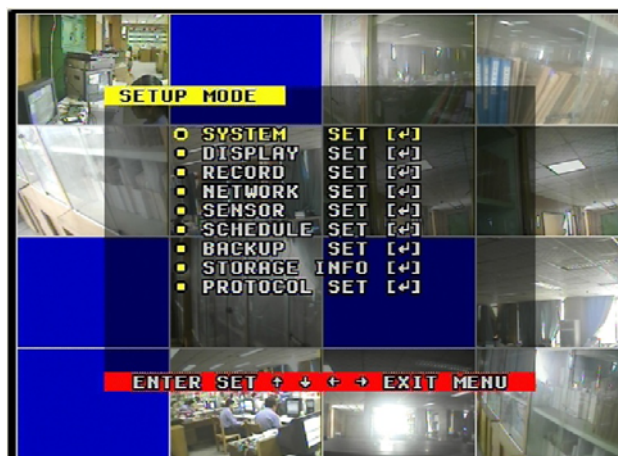 SETUP MODE
SYSTEM SET [↲]
DISPLAY SET [↲]
RECORD SET [↲]
NETWORK SET [↲]
SENSOR SET [↲]
SCHEDULE SET [↲]
BACKUP SET [↲]
STORAGE INFO [↲]
PROTOCOL SET [↲]
ENTER SET ↑ ↓ ← → EXIT MENU